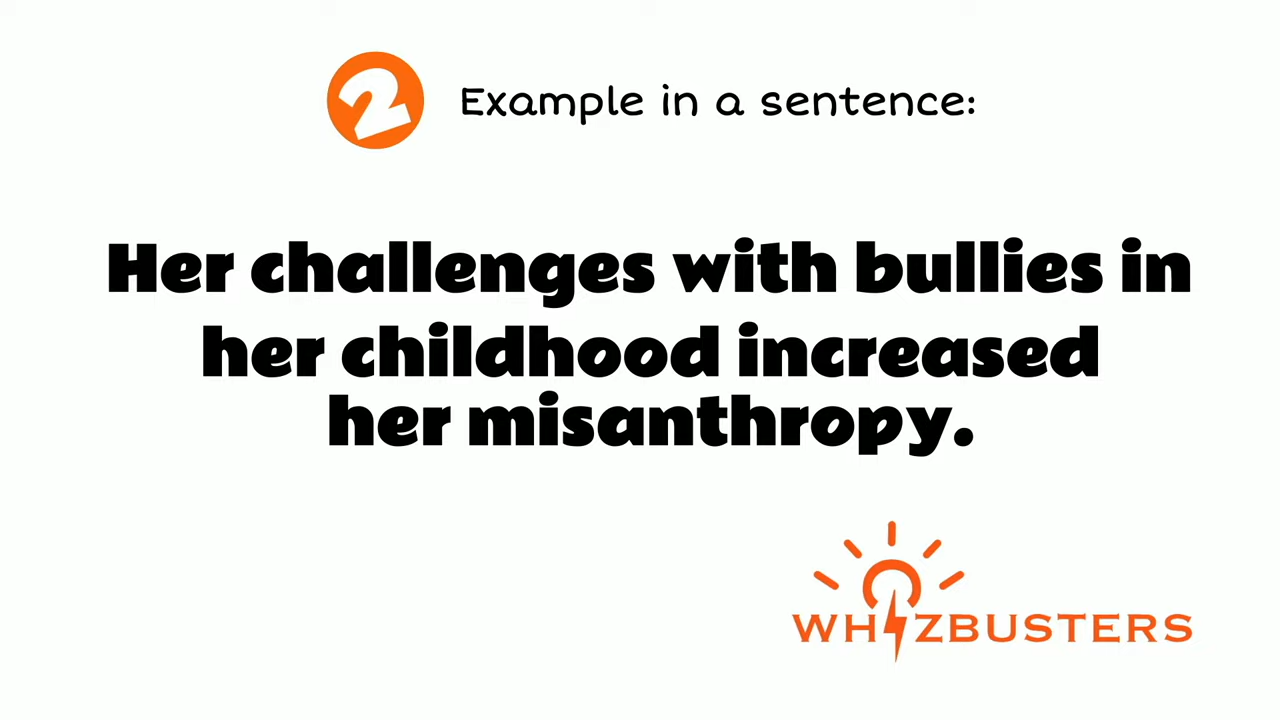 2 Example in a sentence:
Her challenges with bullies in
her childhood increased
her misanthropy.
WHIZBUSTERS